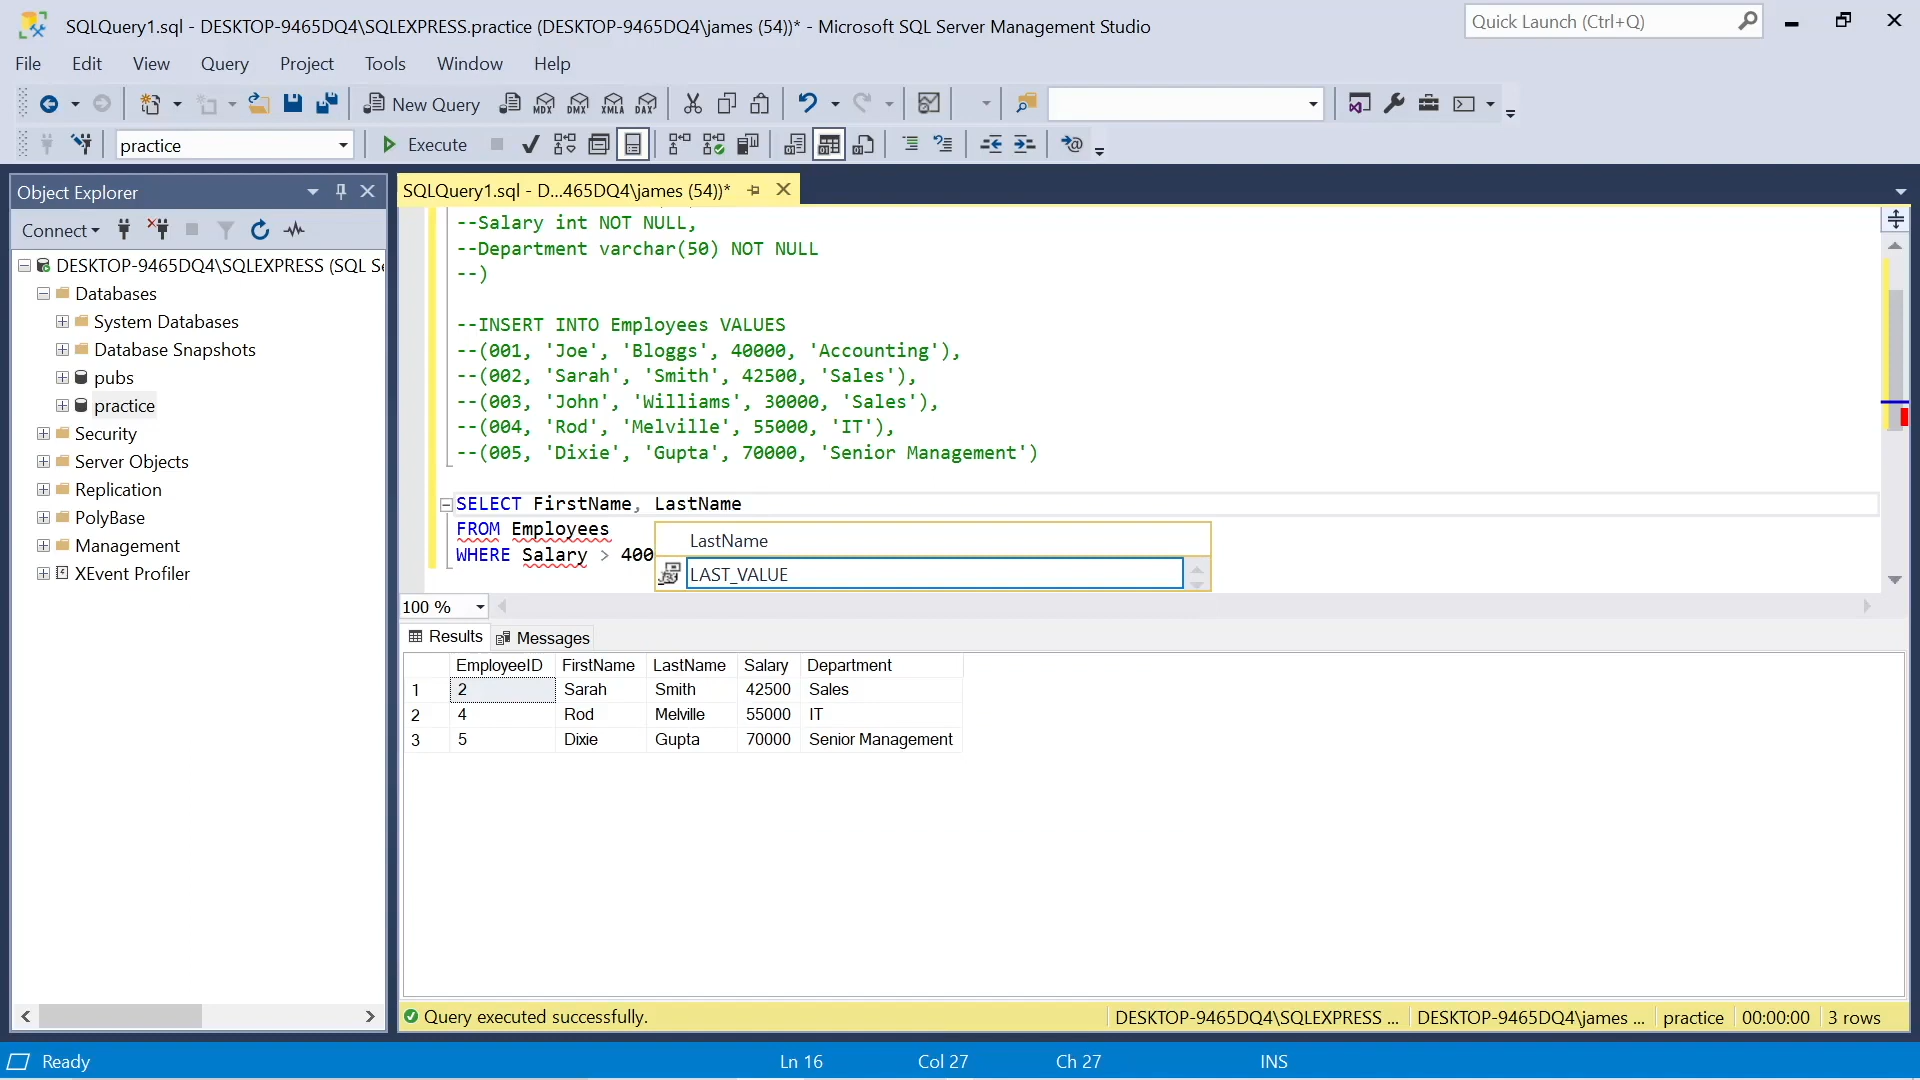 SQLQuery1.sql - DESKTOP-9465DQ4\SQLEXPRESS.practice (DESKTOP-9465DQ4\james (54))* - Microsoft SQL Server Management Studio
Quick Launch (Ctrl+Q)
File Edit View Query Project Tools Window Help
New Query MDX DMX XMLA DAX
practice Execute
Object Explorer
Connect
DESKTOP-9465DQ4\SQLEXPRESS (SQL Se
Databases
System Databases
Database Snapshots
pubs
practice
Security
Server Objects
Replication
PolyBase
Management
XEvent Profiler
SQLQuery1.sql - D...465DQ4\james (54))*
--Salary int NOT NULL,
--Department varchar(50) NOT NULL
--)
--INSERT INTO Employees VALUES
--(001, 'Joe', 'Bloggs', 40000, 'Accounting'),
--(002, 'Sarah', 'Smith', 42500, 'Sales'),
--(003, 'John', 'Williams', 30000, 'Sales'),
--(004, 'Rod', 'Melville', 55000, 'IT'),
--(005, 'Dixie', 'Gupta', 70000, 'Senior Management')
SELECT FirstName, LastName
FROM Employees
WHERE Salary > 400
LastName
LAST_VALUE
100 %
Results Messages
EmployeeID FirstName LastName Salary Department
1 2 Sarah Smith 42500 Sales
2 4 Rod Melville 55000 IT
3 5 Dixie Gupta 70000 Senior Management
Query executed successfully. DESKTOP-9465DQ4\SQLEXPRESS ... DESKTOP-9465DQ4\james ... practice 00:00:00 3 rows
Ready Ln 16 Col 27 Ch 27 INS